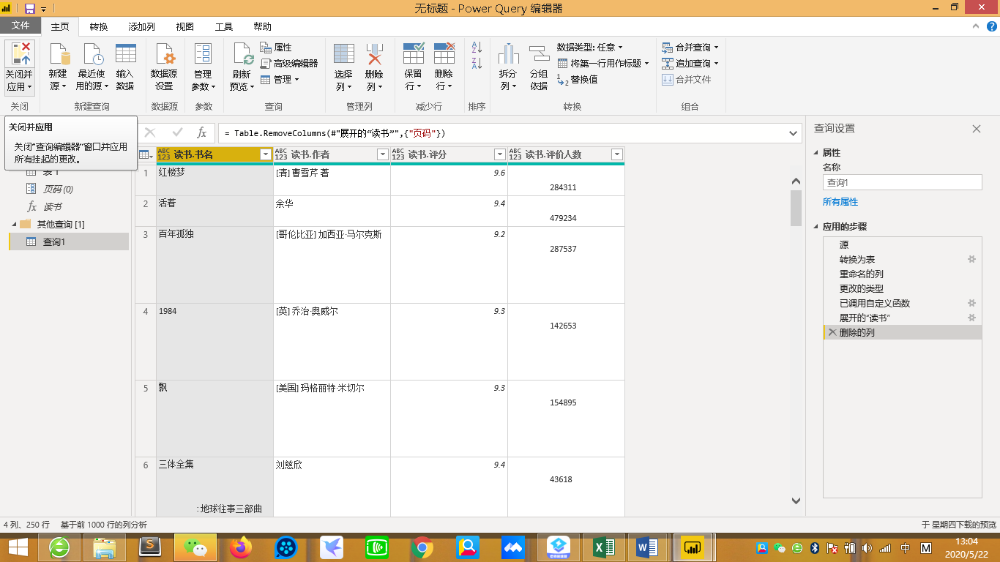 无标题 - Power Query 编辑器
文件 主页 转换 添加列 视图 工具 帮助
关闭并应用
新建源
最近使用的源
输入数据
数据源设置
管理参数
刷新预览
属性
高级编辑器
管理
选择列
删除列
保留行
删除行
拆分列
分组依据
数据类型: 任意
将第一行用作标题
替换值
合并查询
追加查询
合并文件
关闭 新建查询 数据源 参数 查询 管理列 减少行 排序 转换 组合
关闭并应用
关闭“查询编辑器”窗口并应用
所有挂起的更改。
表 1
页码 (0)
fx 读书
其他查询 [1]
查询1
fx = Table.RemoveColumns(#"展开的“读书”",{"页码"})
ABC 123 读书.书名 ABC 123 读书.作者 ABC 123 读书.评分 ABC 123 读书.评价人数
1 红楼梦 [清] 曹雪芹 著 9.6 284311
2 活着 余华 9.4 479234
3 百年孤独 [哥伦比亚] 加西亚·马尔克斯 9.2 287537
4 1984 [英] 乔治·奥威尔 9.3 142653
5 飘 [美国] 玛格丽特·米切尔 9.3 154895
6 三体全集 刘慈欣 9.4 43618
: 地球往事三部曲
查询设置
属性
名称
查询1
所有属性
应用的步骤
源
转换为表
重命名的列
更改的类型
已调用自定义函数
展开的“读书”
删除的列
4 列、250 行 基于前 1000 行的列分析 于 星期四下载的预览
中 M
13:04
2020/5/22